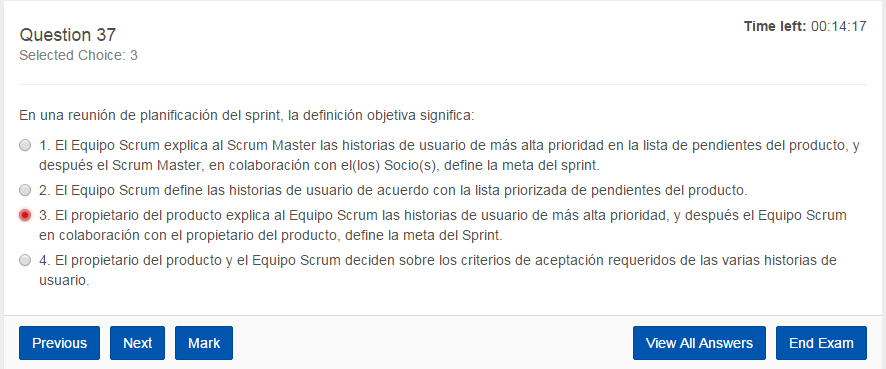 Question 37
Time left: 00:14:17
Selected Choice: 3
En una reunión de planificación del sprint, la definición objetiva significa:
1. El Equipo Scrum explica al Scrum Master las historias de usuario de más alta prioridad en la lista de pendientes del producto, y
después el Scrum Master, en colaboración con el(los) Socio(s), define la meta del sprint.
2. El Equipo Scrum define las historias de usuario de acuerdo con la lista priorizada de pendientes del producto.
3. El propietario del producto explica al Equipo Scrum las historias de usuario de más alta prioridad, y después el Equipo Scrum
en colaboración con el propietario del producto, define la meta del Sprint.
4. El propietario del producto y el Equipo Scrum deciden sobre los criterios de aceptación requeridos de las varias historias de
usuario.
Previous Next Mark View All Answers End Exam